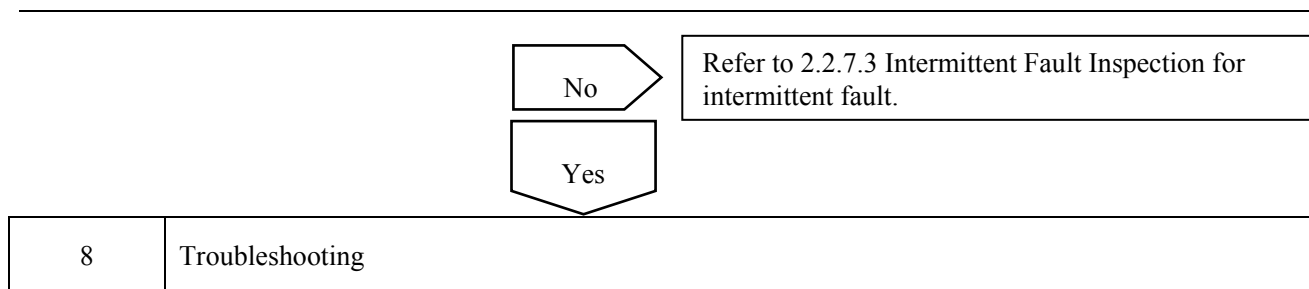 No
Refer to 2.2.7.3 Intermittent Fault Inspection for
intermittent fault.
Yes
8 Troubleshooting